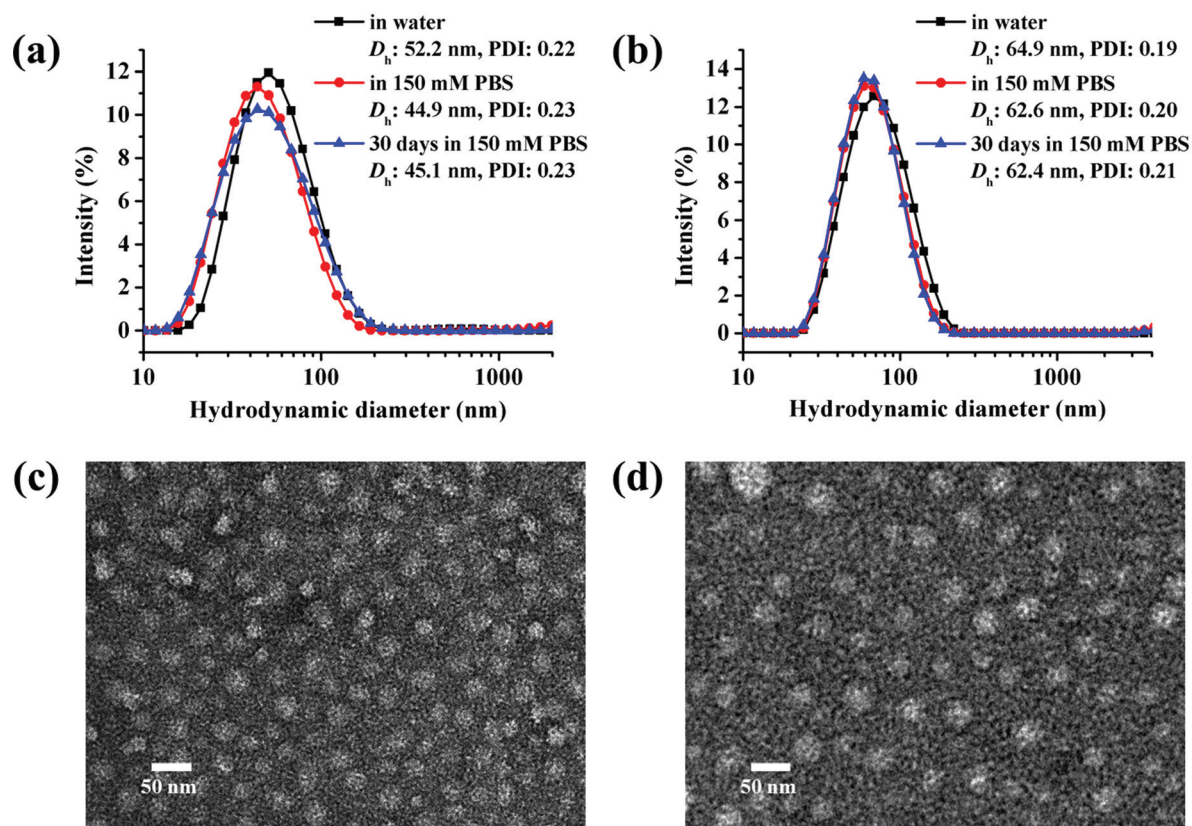 (a)
in water
Dh: 52.2 nm, PDI: 0.22
in 150 mM PBS
Dh: 44.9 nm, PDI: 0.23
30 days in 150 mM PBS
Dh: 45.1 nm, PDI: 0.23
12
10
8
6
4
2
0
Intensity (%)
10
100
1000
Hydrodynamic diameter (nm)
(b)
in water
Dh: 64.9 nm, PDI: 0.19
in 150 mM PBS
Dh: 62.6 nm, PDI: 0.20
30 days in 150 mM PBS
Dh: 62.4 nm, PDI: 0.21
14
12
10
8
6
4
2
0
Intensity (%)
10
100
1000
Hydrodynamic diameter (nm)
(c)
50 nm
(d)
50 nm